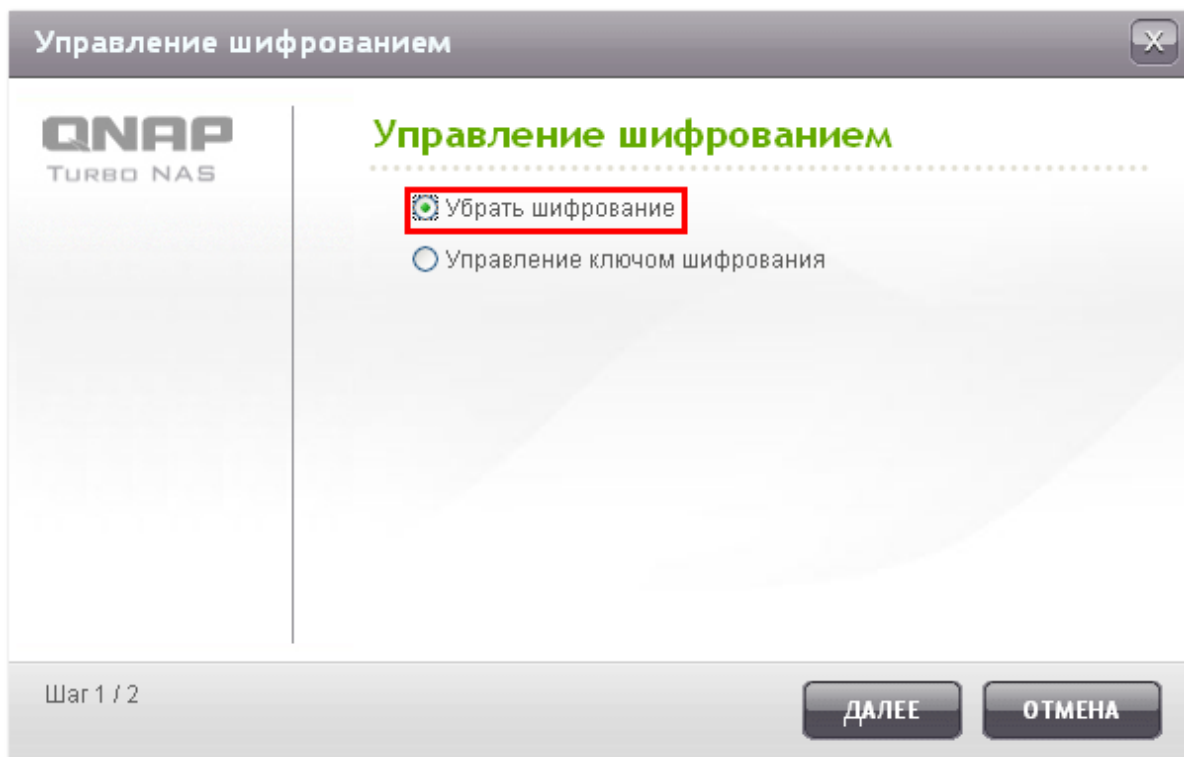 Управление шифрованием
X
QNAP
TURBO NAS
Управление шифрованием
Убрать шифрование
Управление ключом шифрования
Шаг 1 / 2
ДАЛЕЕ
ОТМЕНА